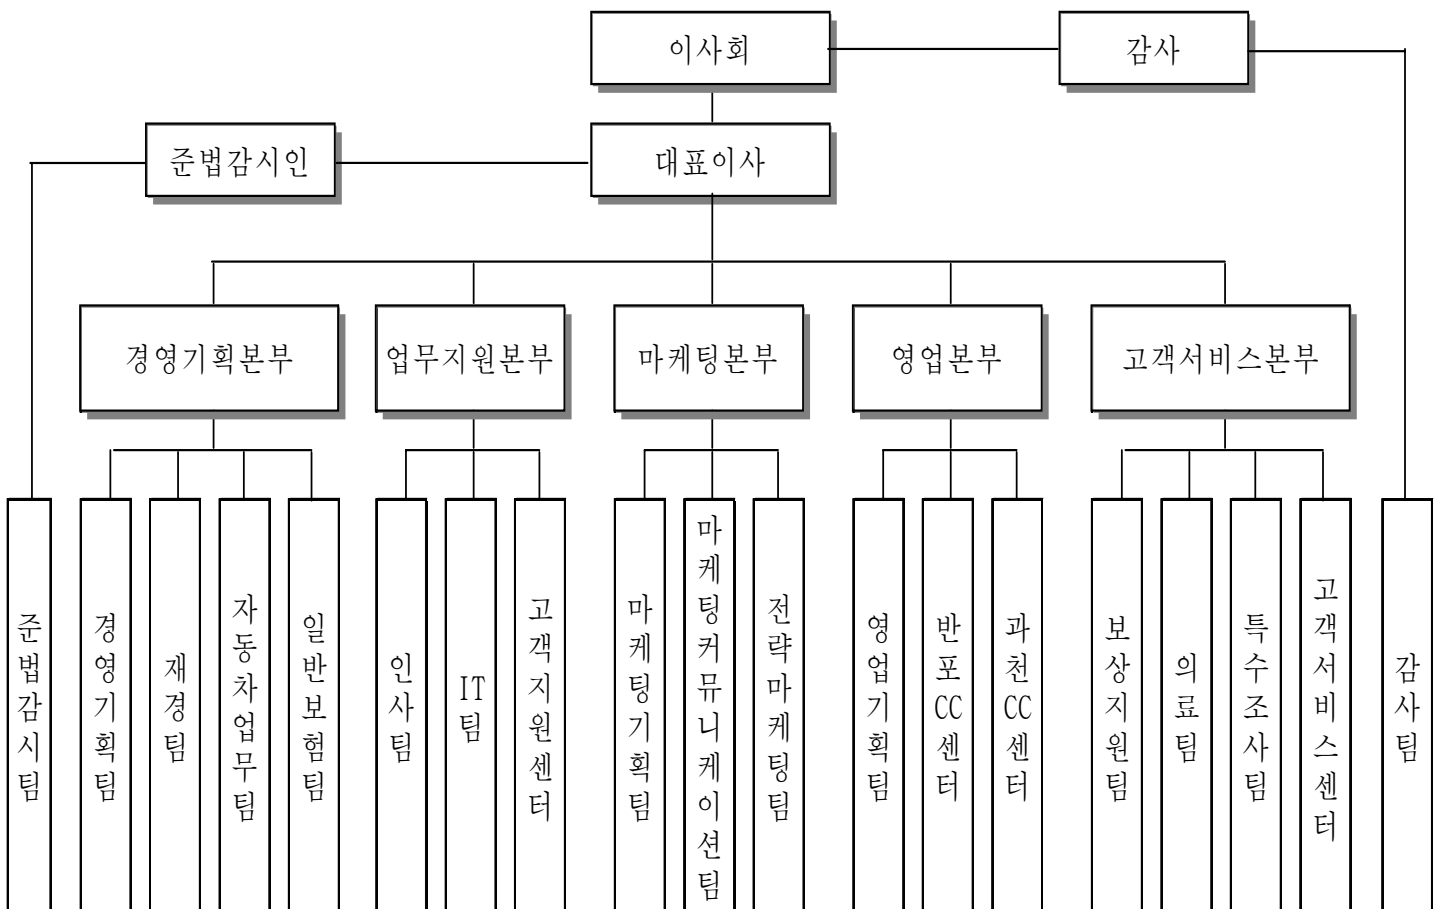 이사회
감사
준법감시인
대표이사
경영기획본부
업무지원본부
마케팅본부
영업본부
고객서비스본부
준법감시팀
경영기획팀
재경팀
자동차업무팀
일반보험팀
인사팀
IT팀
고객지원센터
마케팅기획팀
마케팅커뮤니케이션팀
전략마케팅팀
영업기획팀
반포CC센터
과천CC센터
보상지원팀
의료팀
특수조사팀
고객서비스센터
감사팀